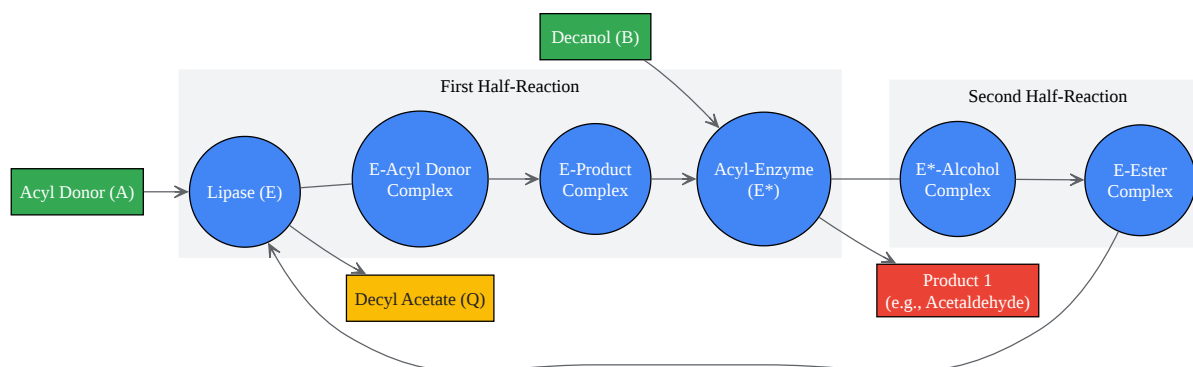 Decanol (B)
First Half-Reaction
Second Half-Reaction
Acyl Donor (A)
Lipase (E)
E-Acyl Donor
Complex
E-Product
Complex
Acyl-Enzyme
(E*)
E*-Alcohol
Complex
E-Ester
Complex
Decyl Acetate (Q)
Product 1
(e.g., Acetaldehyde)